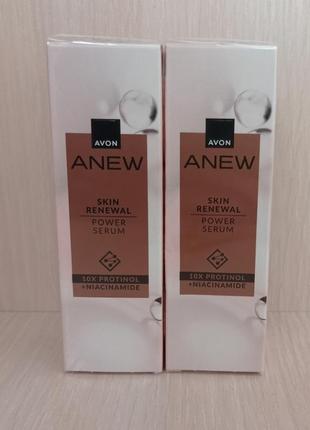 AVON
ANEW
SKIN
RENEWAL
POWER
SERUM
10X PROTINOL
+NIACINAMIDE
AVON
ANEW
SKIN
RENEWAL
POWER
SERUM
10X PROTINOL
+NIACINAMIDE